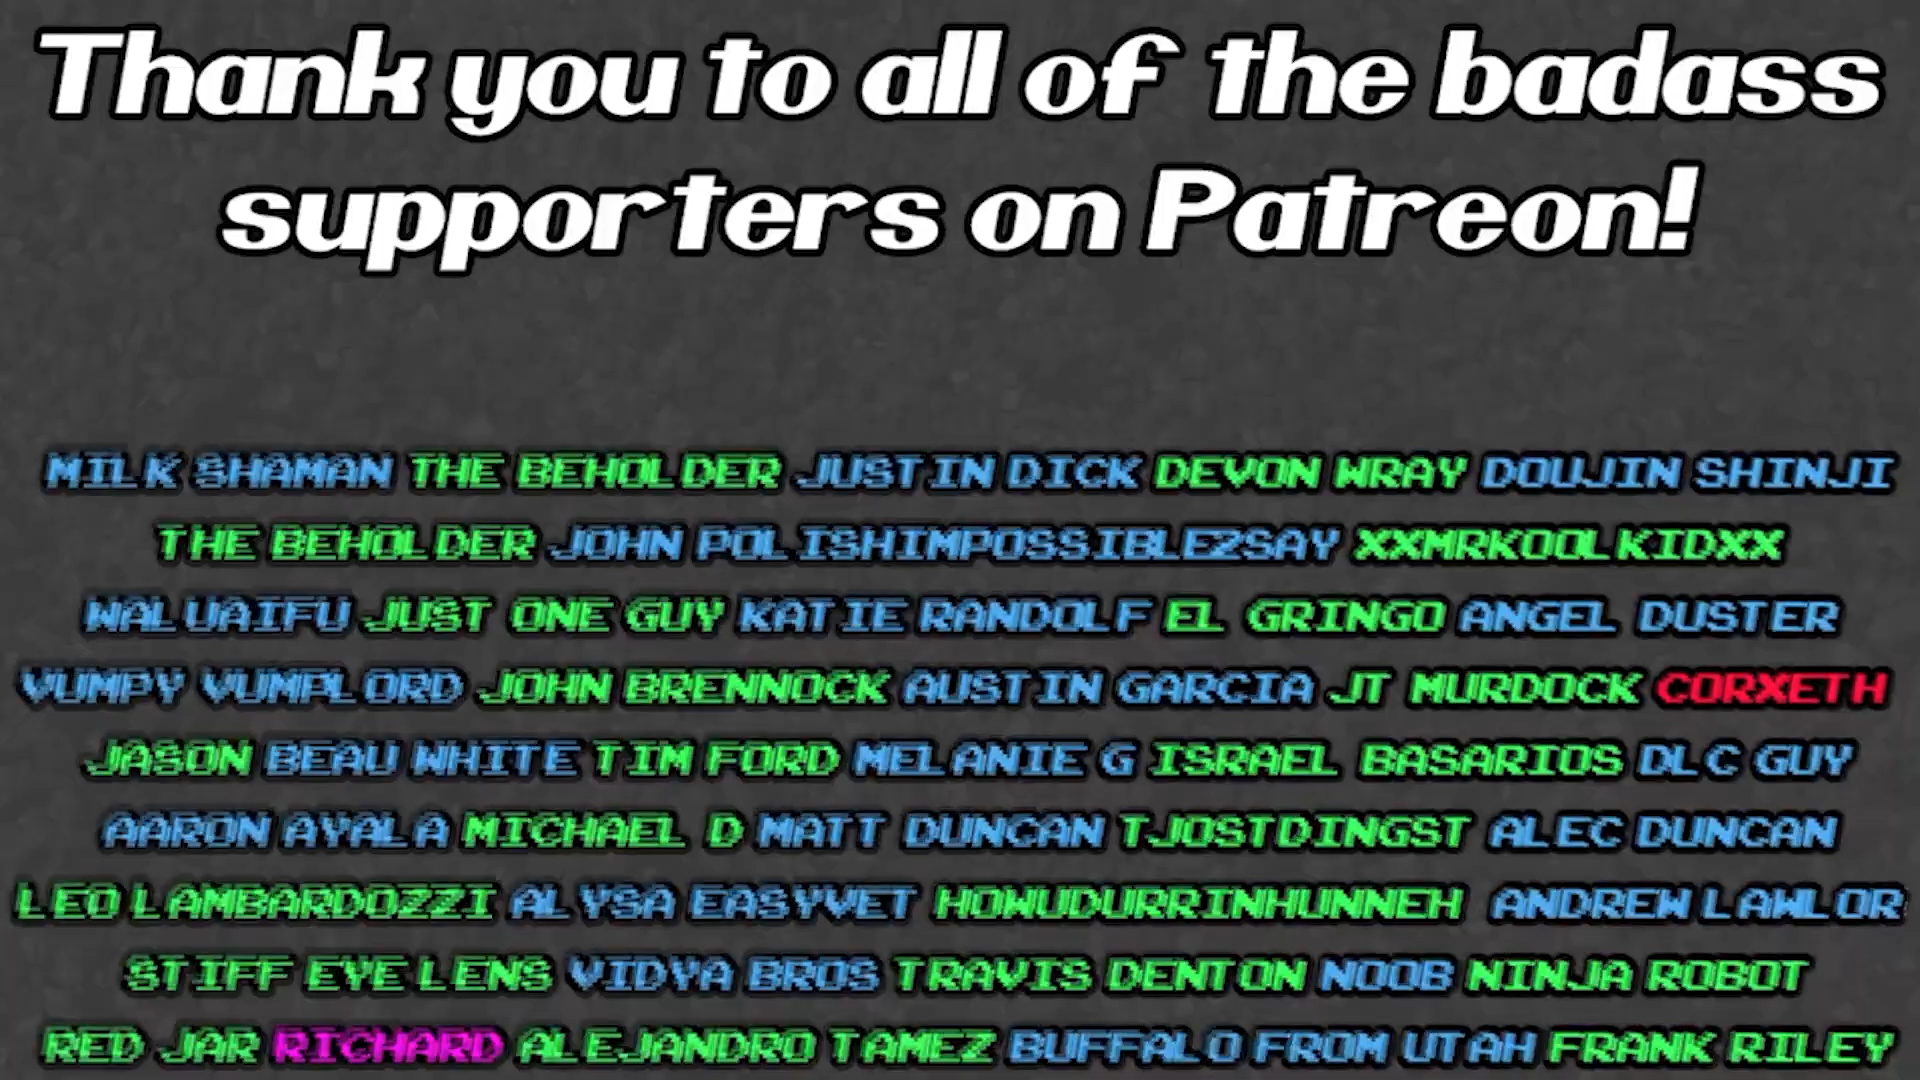 Thank you to all of the badass
supporters on Patreon!
MILK SHAMAN THE BEHOLDER JUSTIN DICK DEVON WRAY DOUJIN SHINJI
THE BEHOLDER JOHN POLISHIMPOSSIBLEZSAY XXMRKOOLKIDXX
WALUAIFU JUST ONE GUY KATIE RANDOLF EL GRINGO ANGEL DUSTER
VUMPY VUMPLORD JOHN BRENNOCK AUSTIN GARCIA JT MURDOCK CORXETH
JASON BEAU WHITE TIM FORD MELANIE G ISRAEL BASARIOS DLC GUY
AARON AYALA MICHAEL D MATT DUNCAN TJOSTDINGST ALEC DUNCAN
LEO LAMBARDOZZI ALYSA EASYVET HOWUDURRINHUNNEH ANDREW LAWLOR
STIFF EYE LENS VIDYA BROS TRAVIS DENTON NOOB NINJA ROBOT
RED JAR RICHARD ALEJANDRO TAMEZ BUFFALO FROM UTAH FRANK RILEY